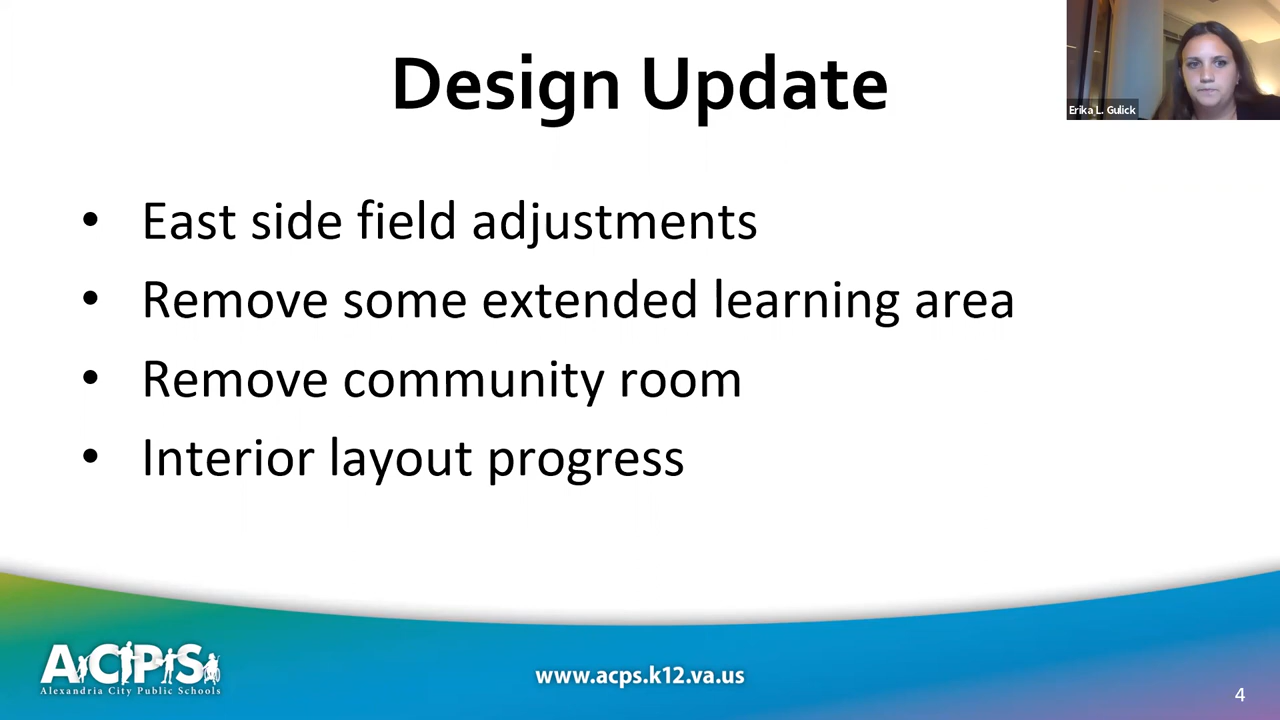 Design Update
Erika L. Gulick
• East side field adjustments
• Remove some extended learning area
• Remove community room
• Interior layout progress
ACPS
Alexandria City Public Schools
www.acps.k12.va.us
4